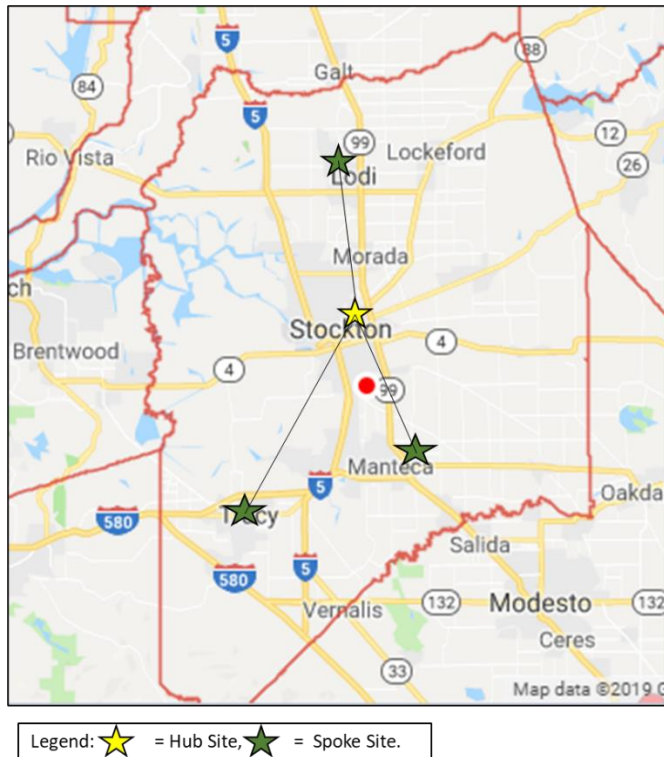 5
88
Galt
84
5
99
12
Rio Vista
Lockeford
26
Lodi
Morada
ch
Stockton
Brentwood
4
4
99
Manteca
5
Oakda
580
Tracy
Salida
580
5
Vernalis
132
Modesto
132
Ceres
33
Map data ©2019 G
Legend: = Hub Site, = Spoke Site.